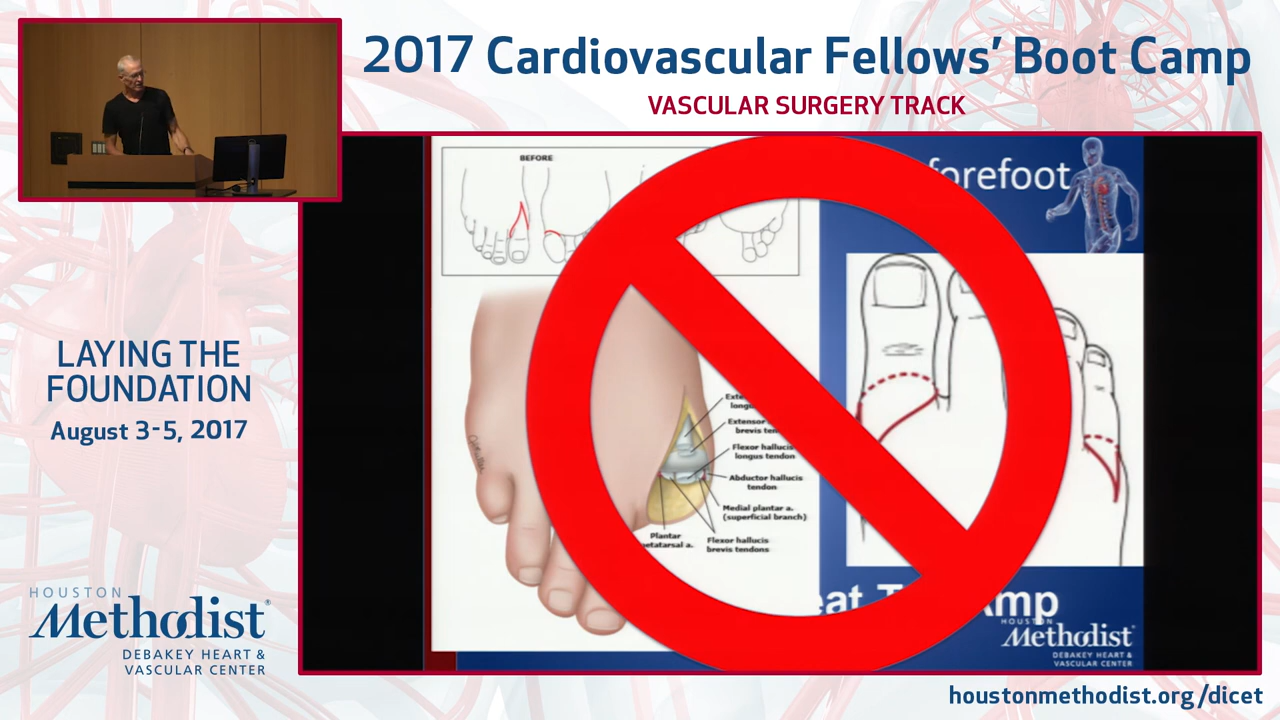 2017 Cardiovascular Fellows' Boot Camp
VASCULAR SURGERY TRACK
LAYING THE
FOUNDATION
August 3-5, 2017
BEFORE
Extensor
brevis
Flexor hallucis
longus tendon
Abductor hallucis
tendon
Medial plantar a.
(superficial branch)
Plantar
Flexor hallucis
brevis tendons
forefoot
Amp
HOUSTON
Methodist
DEBAKEY HEART &
VASCULAR CENTER
HOUSTON
Methodist®
DEBAKEY HEART &
VASCULAR CENTER
houstonmethodist.org/dicet